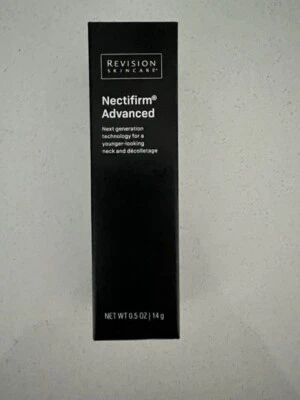 REVISION
SKINCARE®
Nectifirm®
Advanced
Next generation
technology for a
younger-looking
neck and décolletage
NET WT 0.5 OZ | 14 g